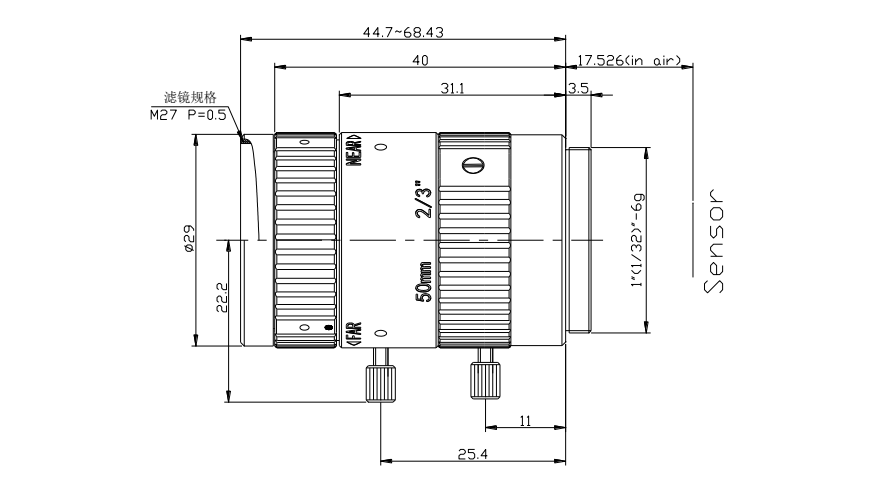 44.7~68.43
40
17.526(in air)
31.1
3.5
滤镜规格
M27 P=0.5
NEAR
2/3"
50mm
FAR
Ø29
22.2
1"(1/32)"-6g
Sensor
11
25.4